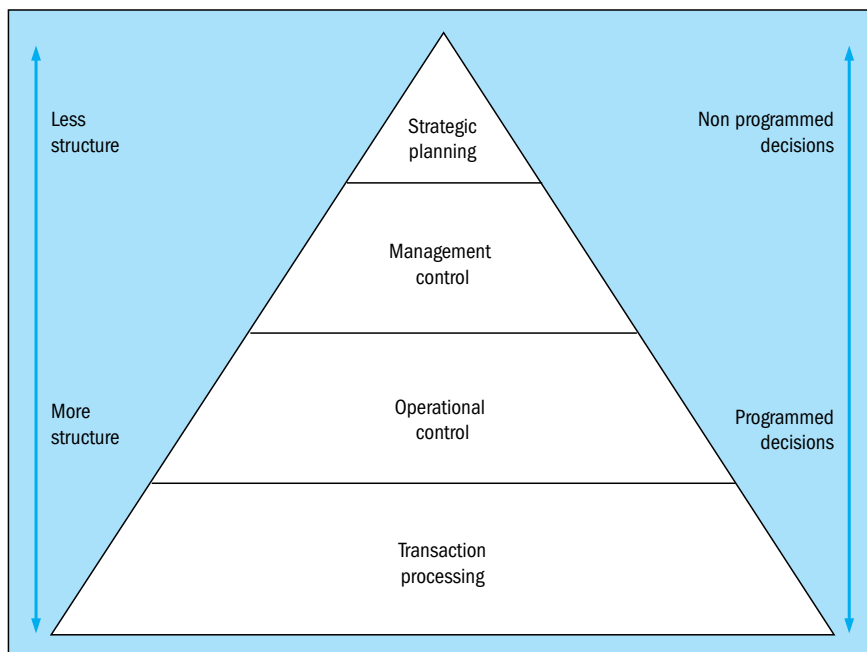 Less
structure
Strategic
planning
Non programmed
decisions
Management
control
More
structure
Operational
control
Programmed
decisions
Transaction
processing